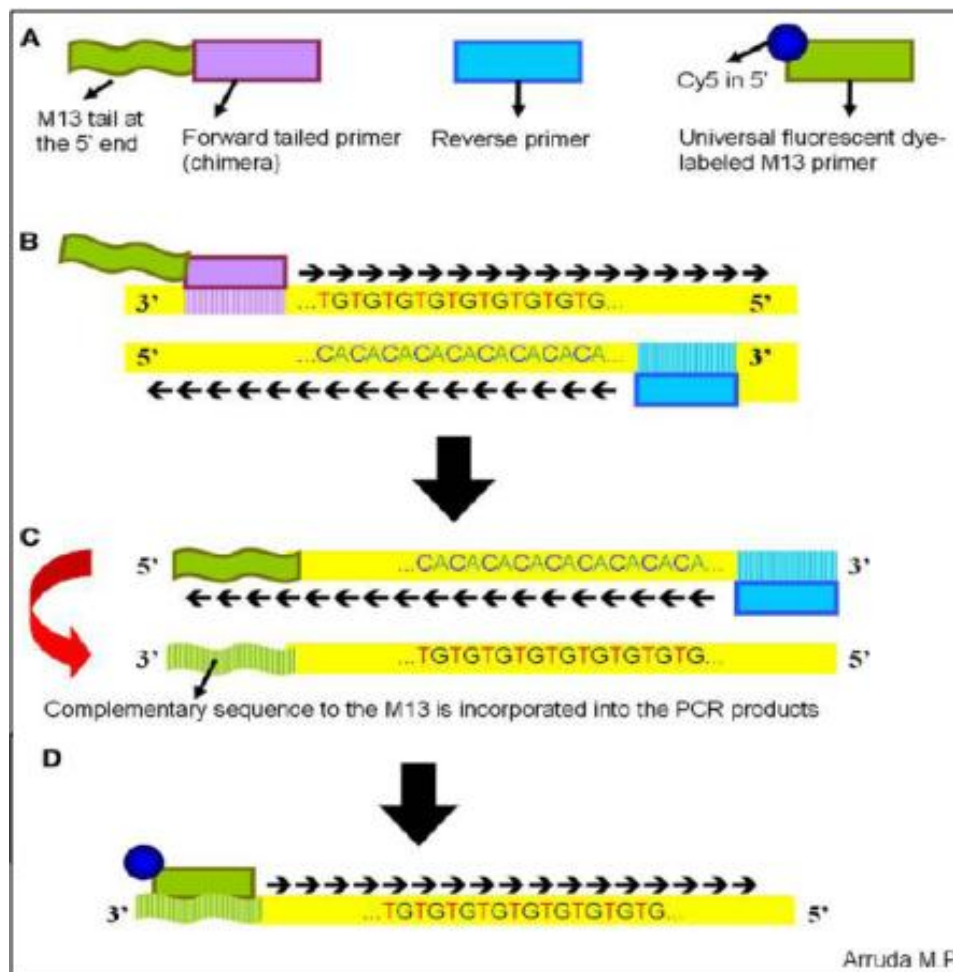 A
M13 tail at
the 5' end
Forward tailed primer
(chimera)
Reverse primer
Cy5 in 5'
Universal fluorescent dye-
labeled M13 primer
B
3' ...TGTGTGTGTGTGTGTGTG... 5'
5' ...CACACACACACACACACA... 3'
C
5' ...CACACACACACACACACA... 3'
3' ...TGTGTGTGTGTGTGTGTG... 5'
Complementary sequence to the M13 is incorporated into the PCR products
D
3' ...TGTGTGTGTGTGTGTGTG... 5'
Arruda M.P